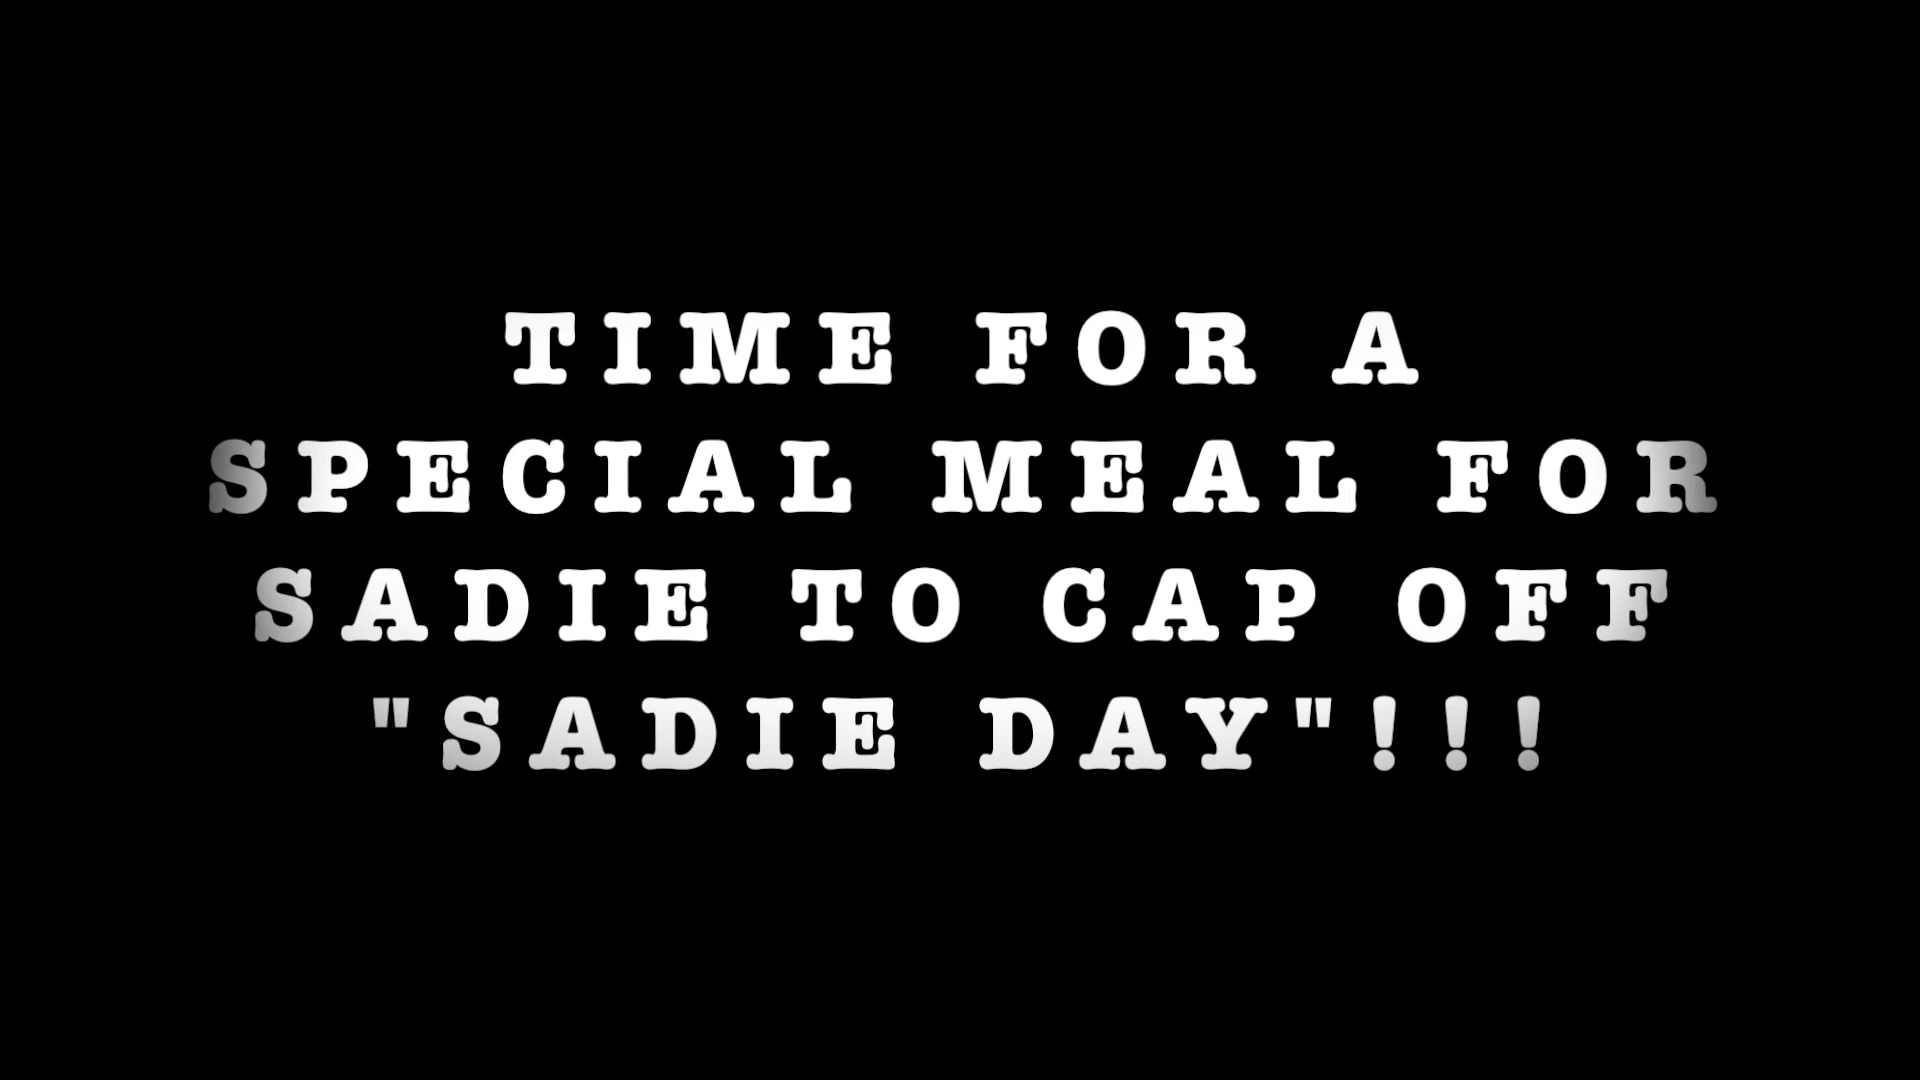 TIME FOR A
SPECIAL MEAL FOR
SADIE TO CAP OFF
"SADIE DAY"!!!